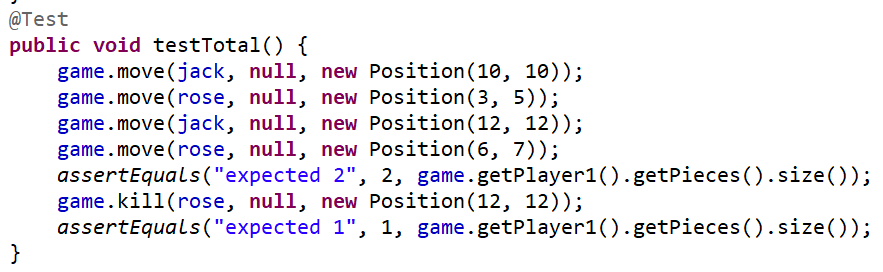 @Test
public void testTotal() {
    game.move(jack, null, new Position(10, 10));
    game.move(rose, null, new Position(3, 5));
    game.move(jack, null, new Position(12, 12));
    game.move(rose, null, new Position(6, 7));
    assertEquals("expected 2", 2, game.getPlayer1().getPieces().size());
    game.kill(rose, null, new Position(12, 12));
    assertEquals("expected 1", 1, game.getPlayer1().getPieces().size());
}